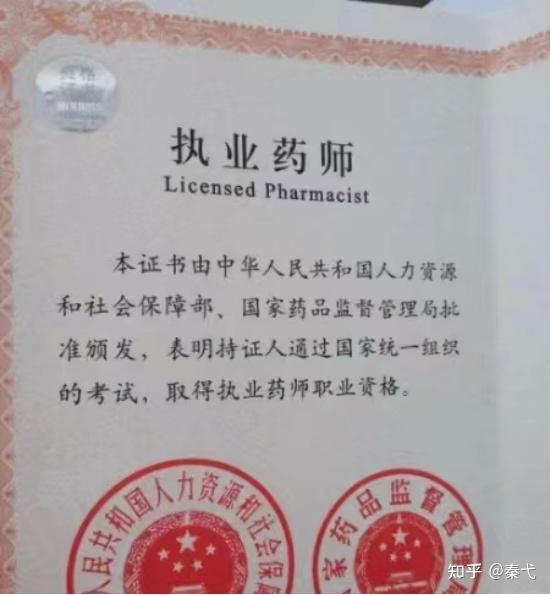 执业药师
Licensed Pharmacist
本证书由中华人民共和国人力资源
和社会保障部、国家药品监督管理局批
准颁发，表明持证人通过国家统一组织
的考试，取得执业药师职业资格。
人民共和国人力资源和社会保障
家药品监督管理
知乎 @秦弋